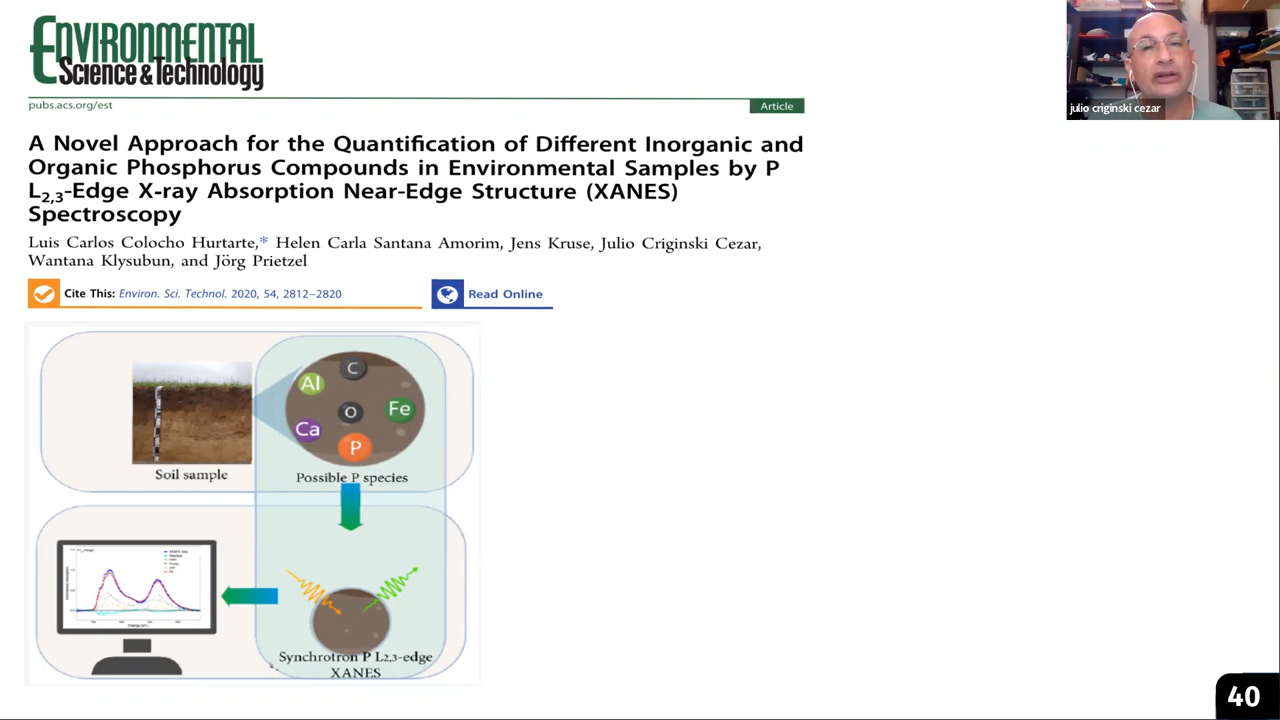 ENVIRONMENTAL
Science & Technology
pubs.acs.org/est
Article
A Novel Approach for the Quantification of Different Inorganic and
Organic Phosphorus Compounds in Environmental Samples by P
L2,3-Edge X-ray Absorption Near-Edge Structure (XANES)
Spectroscopy
Luis Carlos Colocho Hurtarte,* Helen Carla Santana Amorim, Jens Kruse, Julio Criginski Cezar,
Wantana Klysubun, and Jörg Prietzel
Cite This: Environ. Sci. Technol. 2020, 54, 2812−2820
Read Online
julio criginski cezar
C
Al
O
Fe
Ca
P
Soil sample
Possible P species
Synchrotron P L2,3-edge
XANES
40